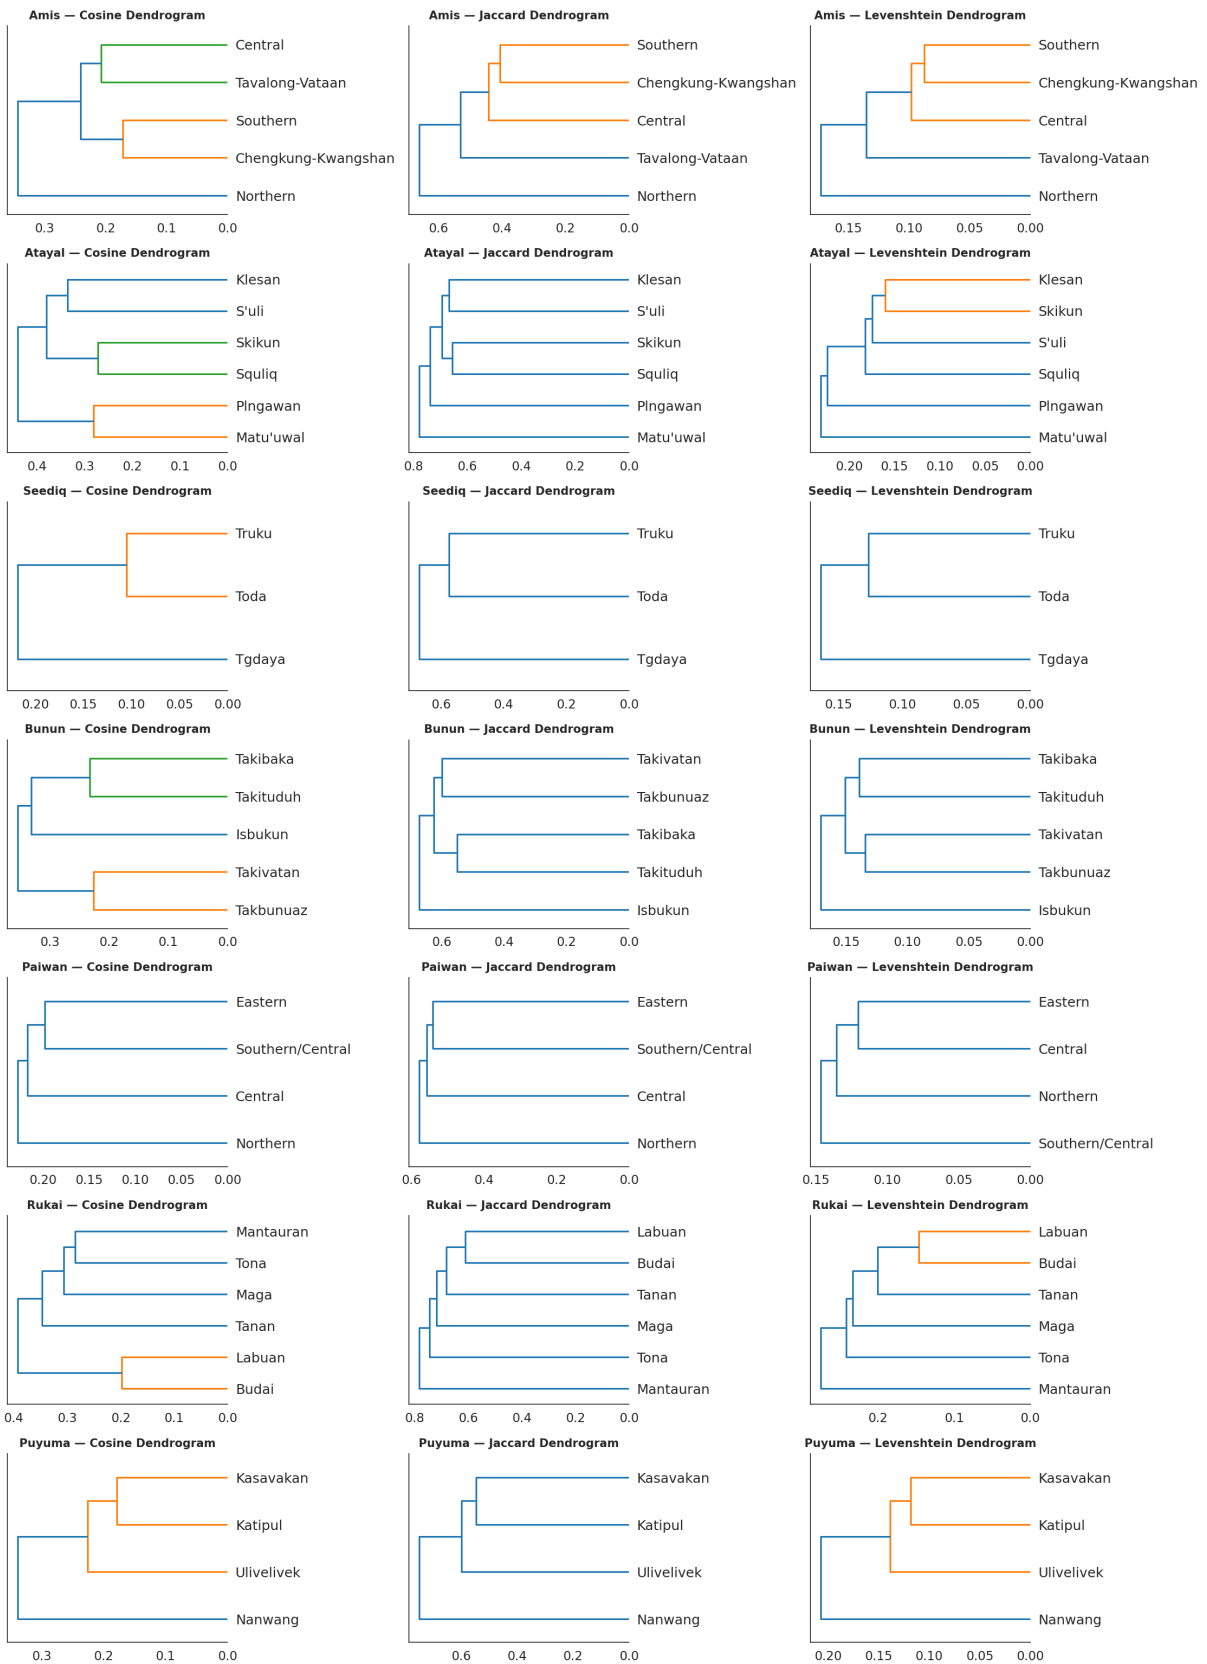 Amis — Cosine Dendrogram
Central
Tavalong-Vataan
Southern
Chengkung-Kwangshan
Northern
0.3 0.2 0.1 0.0
Amis — Jaccard Dendrogram
Southern
Chengkung-Kwangshan
Central
Tavalong-Vataan
Northern
0.6 0.4 0.2 0.0
Amis — Levenshtein Dendrogram
Southern
Chengkung-Kwangshan
Central
Tavalong-Vataan
Northern
0.15 0.10 0.05 0.00
Atayal — Cosine Dendrogram
Klesan
S'uli
Skikun
Squliq
Plngawan
Matu'uwal
0.4 0.3 0.2 0.1 0.0
Atayal — Jaccard Dendrogram
Klesan
S'uli
Skikun
Squliq
Plngawan
Matu'uwal
0.8 0.6 0.4 0.2 0.0
Atayal — Levenshtein Dendrogram
Klesan
Skikun
S'uli
Squliq
Plngawan
Matu'uwal
0.20 0.15 0.10 0.05 0.00
Seediq — Cosine Dendrogram
Truku
Toda
Tgdaya
0.20 0.15 0.10 0.05 0.00
Seediq — Jaccard Dendrogram
Truku
Toda
Tgdaya
0.6 0.4 0.2 0.0
Seediq — Levenshtein Dendrogram
Truku
Toda
Tgdaya
0.15 0.10 0.05 0.00
Bunun — Cosine Dendrogram
Takibaka
Takituduh
Isbukun
Takivatan
Takbunuaz
0.3 0.2 0.1 0.0
Bunun — Jaccard Dendrogram
Takivatan
Takbunuaz
Takibaka
Takituduh
Isbukun
0.6 0.4 0.2 0.0
Bunun — Levenshtein Dendrogram
Takibaka
Takituduh
Takivatan
Takbunuaz
Isbukun
0.15 0.10 0.05 0.00
Paiwan — Cosine Dendrogram
Eastern
Southern/Central
Central
Northern
0.20 0.15 0.10 0.05 0.00
Paiwan — Jaccard Dendrogram
Eastern
Southern/Central
Central
Northern
0.6 0.4 0.2 0.0
Paiwan — Levenshtein Dendrogram
Eastern
Central
Northern
Southern/Central
0.15 0.10 0.05 0.00
Rukai — Cosine Dendrogram
Mantauran
Tona
Maga
Tanan
Labuan
Budai
0.4 0.3 0.2 0.1 0.0
Rukai — Jaccard Dendrogram
Labuan
Budai
Tanan
Maga
Tona
Mantauran
0.8 0.6 0.4 0.2 0.0
Rukai — Levenshtein Dendrogram
Labuan
Budai
Tanan
Maga
Tona
Mantauran
0.2 0.1 0.0
Puyuma — Cosine Dendrogram
Kasavakan
Katipul
Ulivelivek
Nanwang
0.3 0.2 0.1 0.0
Puyuma — Jaccard Dendrogram
Kasavakan
Katipul
Ulivelivek
Nanwang
0.6 0.4 0.2 0.0
Puyuma — Levenshtein Dendrogram
Kasavakan
Katipul
Ulivelivek
Nanwang
0.20 0.15 0.10 0.05 0.00